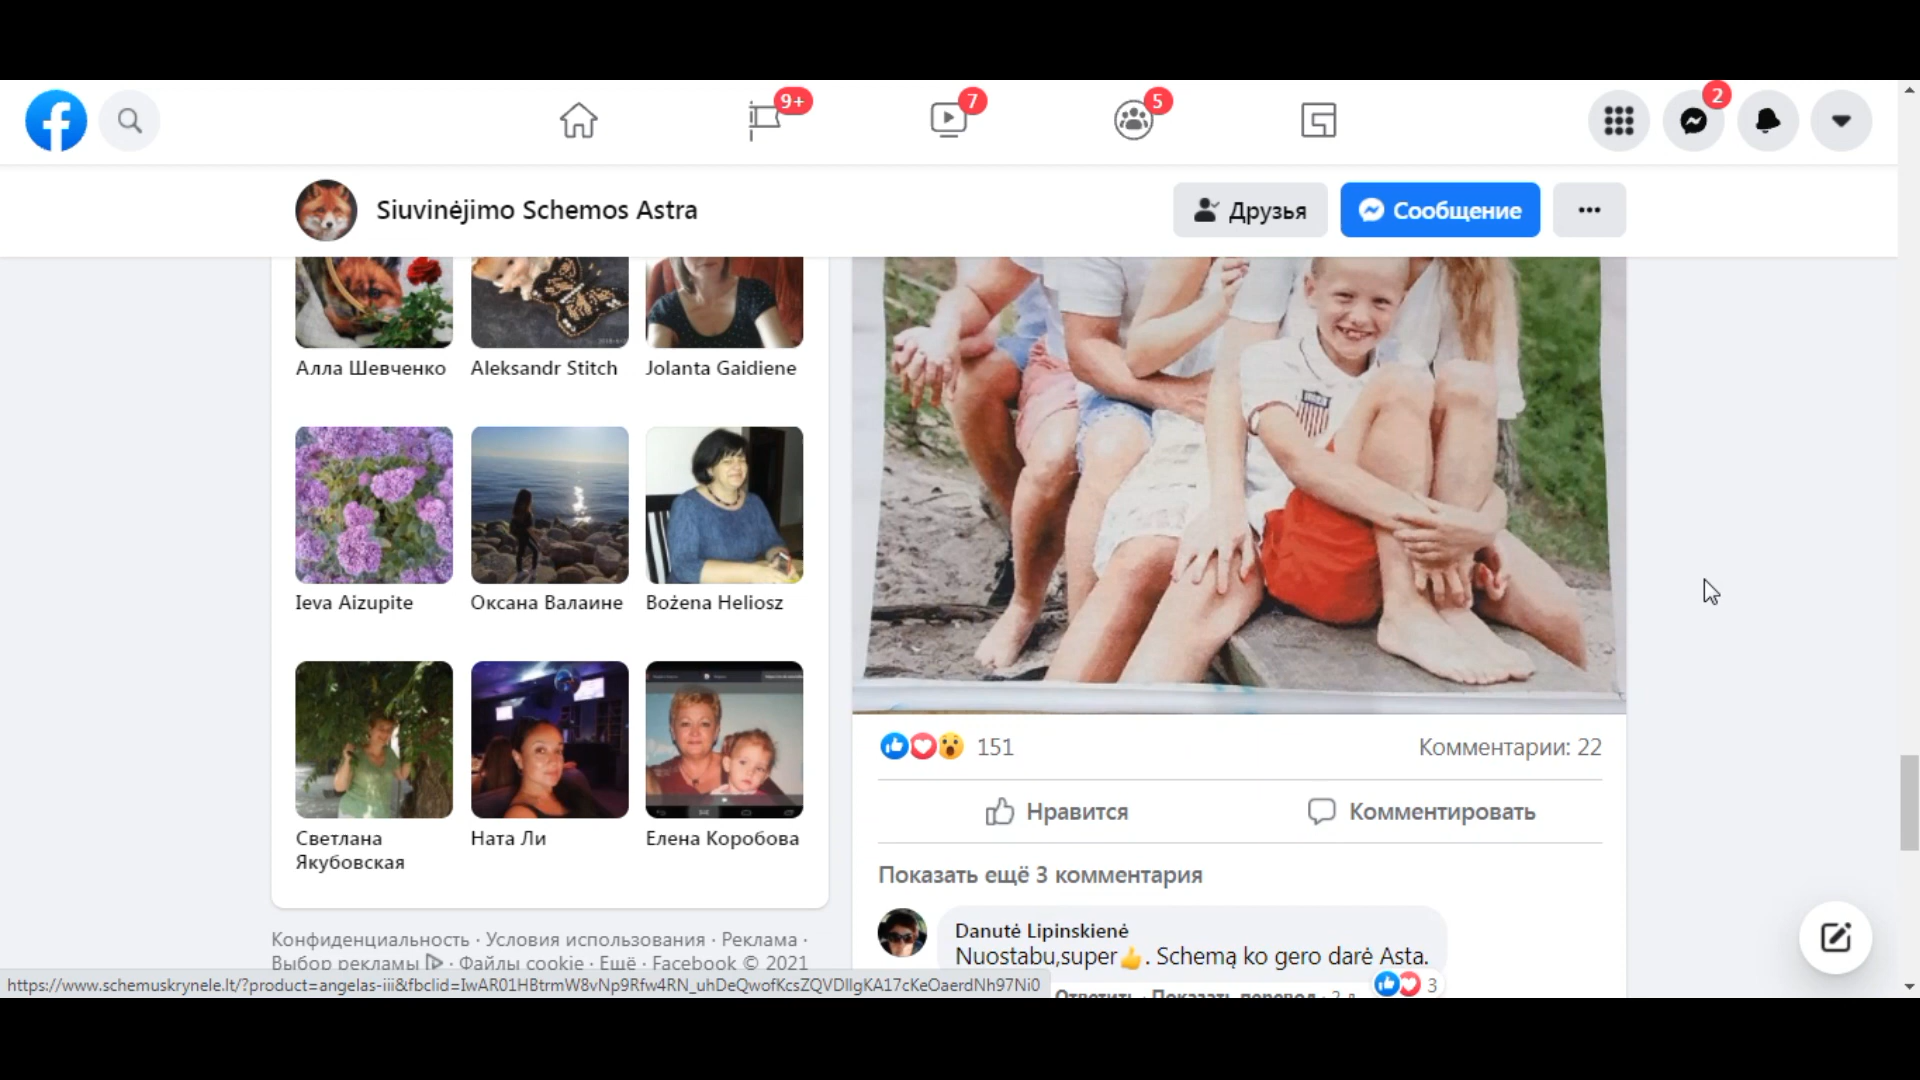 9+
7
5
2
Siuvinėjimo Schemos Astra
Друзья
Сообщение
Алла Шевченко
Aleksandr Stitch
Jolanta Gaidiene
Ieva Aizupite
Оксана Валаине
Bożena Heliosz
Светлана
Якубовская
Ната Ли
Елена Коробова
Конфиденциальность · Условия использования · Реклама ·
Выбор рекламы · Файлы cookie · Ещё · Facebook © 2021
151
Комментарии: 22
Нравится
Комментировать
Показать ещё 3 комментария
Danutė Lipinskienė
Nuostabu,super👍. Schemą ko gero darė Asta.
3
Ответить · Показать перевод ·
https://www.schemuskrynele.lt/?product=angelas-iii&fbclid=